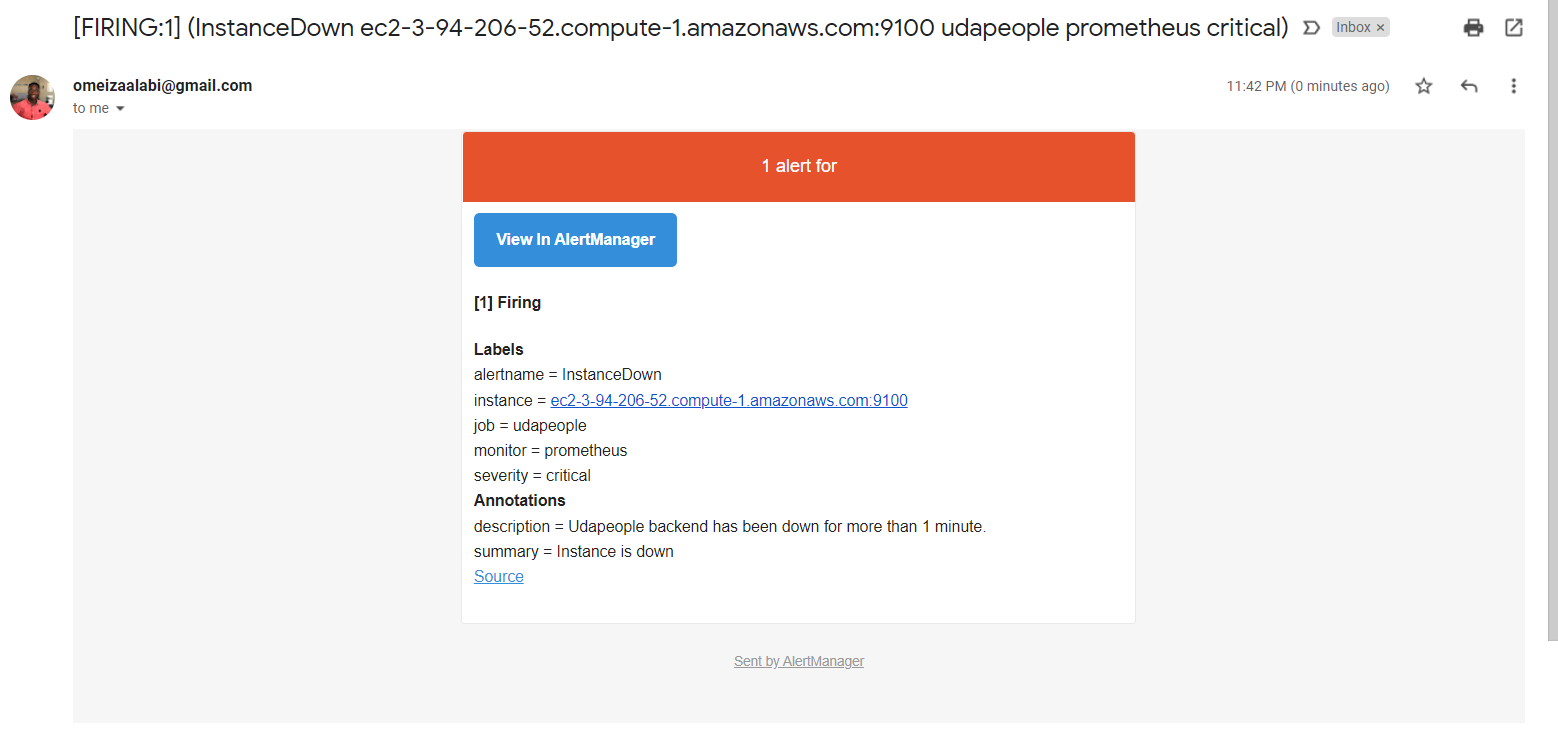 [FIRING:1] (InstanceDown ec2-3-94-206-52.compute-1.amazonaws.com:9100 udapeople prometheus critical) Inbox ×
omeizaalabi@gmail.com 11:42 PM (0 minutes ago)
to me
1 alert for
View In AlertManager
[1] Firing
Labels
alertname = InstanceDown
instance = ec2-3-94-206-52.compute-1.amazonaws.com:9100
job = udapeople
monitor = prometheus
severity = critical
Annotations
description = Udapeople backend has been down for more than 1 minute.
summary = Instance is down
Source
Sent by AlertManager